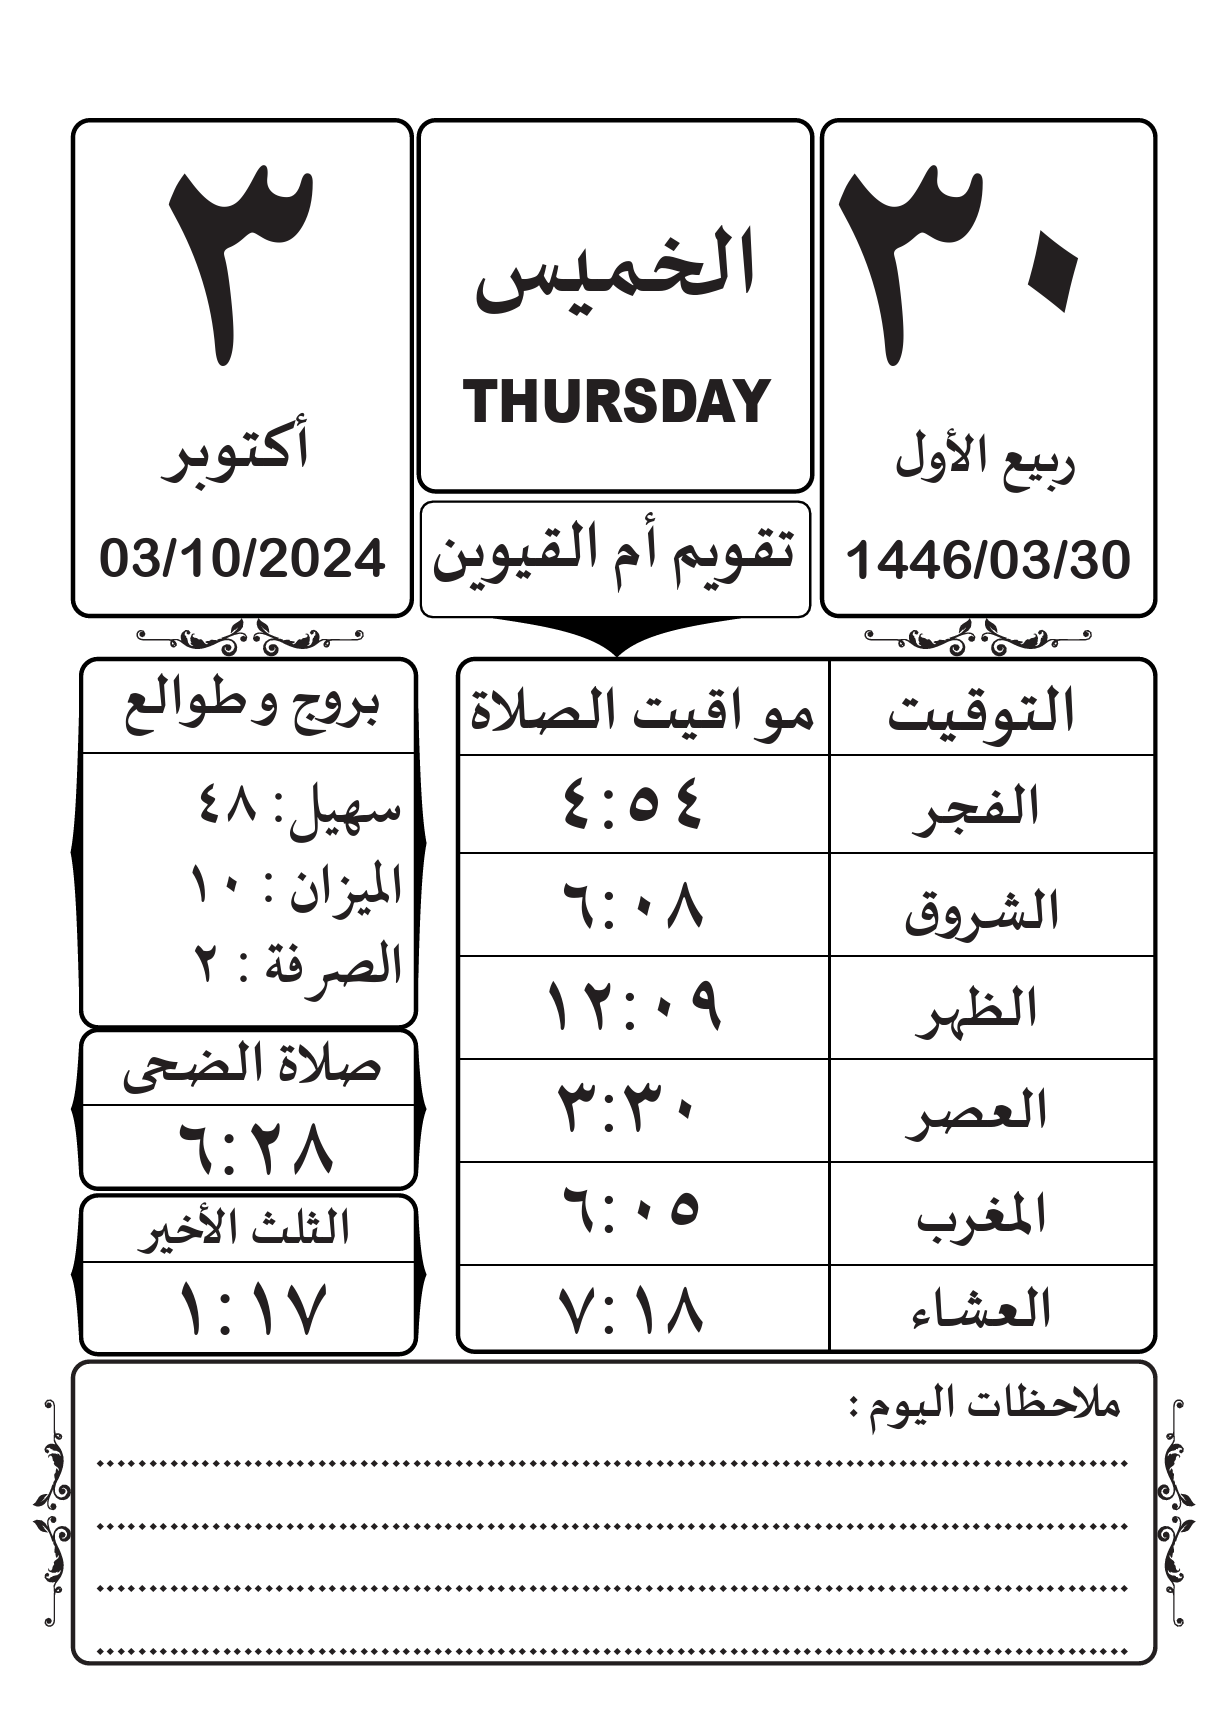 ٣٠
ربيع الأول
1446/03/30
الخميس
THURSDAY
تقويم أم القيوين
٣
أكتوبر
03/10/2024
التوقيت مو اقيت الصلاة
الفجر ٤:٥٤
الشروق ٦:٠٨
الظهر ١٢:٠٩
العصر ٣:٣٠
المغرب ٦:٠٥
العشاء ٧:١٨
بروج وطوالع
سهيل: ٤٨
الميزان : ١٠
الصرفة : ٢
صلاة الضحى
٦:٢٨
الثلث الأخير
١:١٧
ملاحظات اليوم :